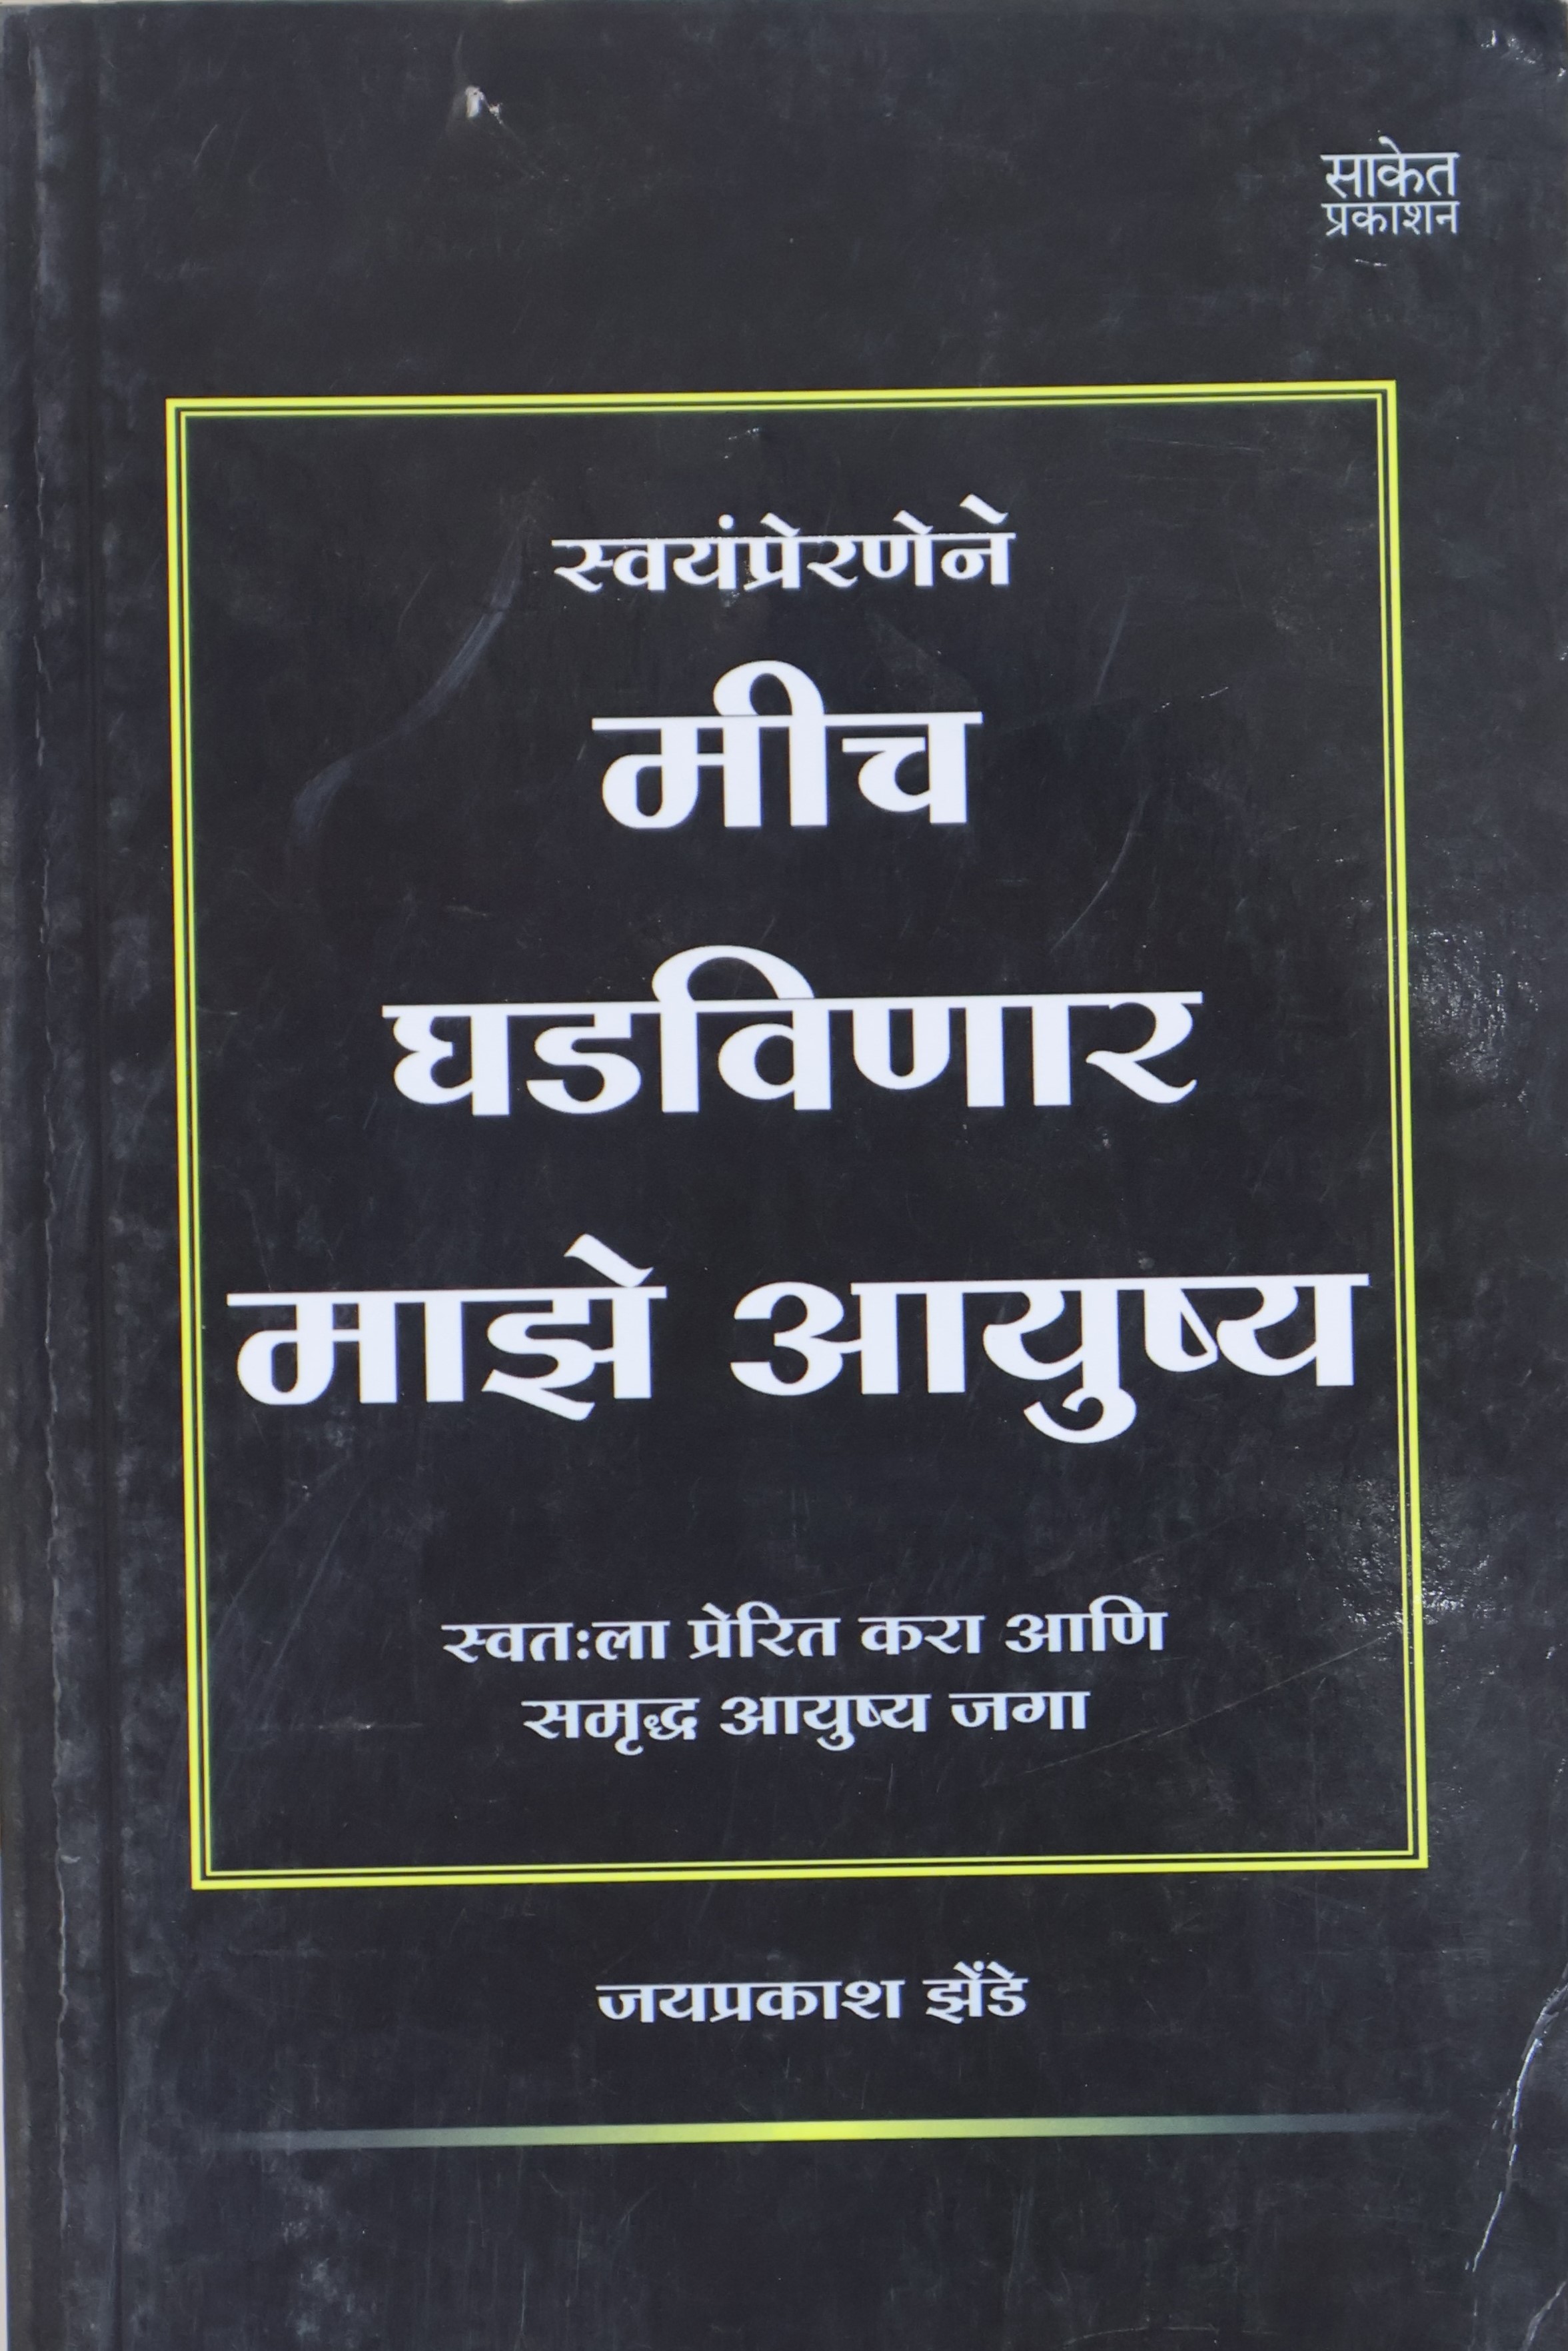 साकेत
प्रकाशन
स्वयंप्रेरणेने
मीच
घडविणार
माझे आयुष्य
स्वतःला प्रेरित करा आणि
समृद्ध आयुष्य जगा
जयप्रकाश झेंडे